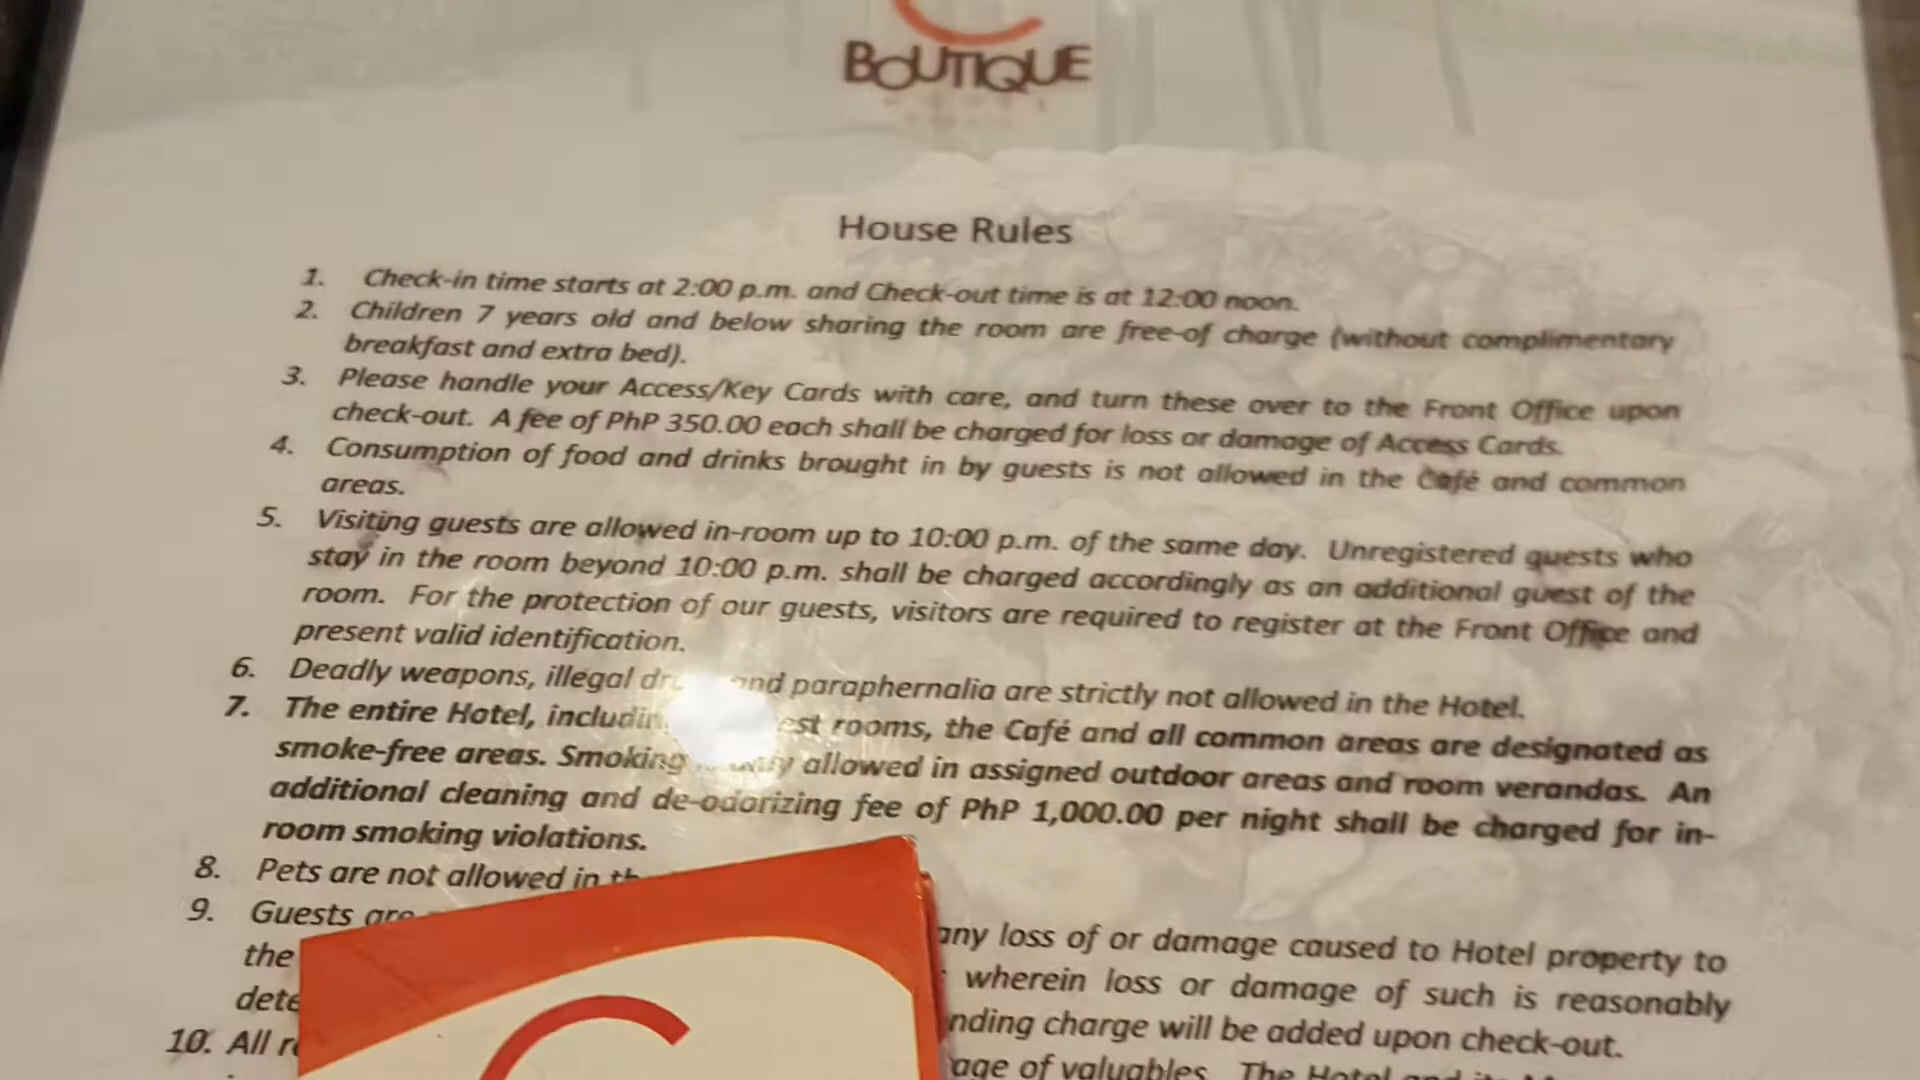 BOUTIQUE
House Rules
1. Check-in time starts at 2:00 p.m. and Check-out time is at 12:00 noon.
2. Children 7 years old and below sharing the room are free-of charge (without complimentary
breakfast and extra bed).
3. Please handle your Access/Key Cards with care, and turn these over to the Front Office upon
check-out. A fee of PhP 350.00 each shall be charged for loss or damage of Access Cards.
4. Consumption of food and drinks brought in by guests is not allowed in the Café and common
areas.
5. Visiting guests are allowed in-room up to 10:00 p.m. of the same day. Unregistered guests who
stay in the room beyond 10:00 p.m. shall be charged accordingly as an additional guest of the
room. For the protection of our guests, visitors are required to register at the Front Office and
present valid identification.
6. Deadly weapons, illegal and paraphernalia are strictly not allowed in the Hotel.
7. The entire Hotel, rooms, the Café and all common areas are designated as
smoke-free areas. Smoking allowed in assigned outdoor areas and room verandas. An
additional cleaning and de-odorizing fee of PhP 1,000.00 per night shall be charged for in-
room smoking violations.
8. Pets are not allowed in
9. Guests are any loss of or damage caused to Hotel property to
the wherein loss or damage of such is reasonably
charge will be added upon check-out.
10. All of valuables. The Hotel and